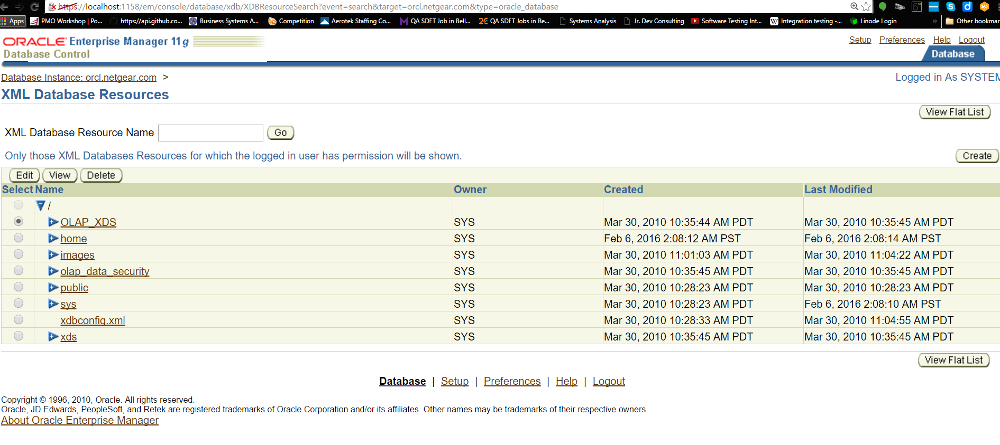 https://localhost:1158/em/console/database/xdb/XDBResourceSearch?event=search&target=orcl.netgear.com&type=oracle_database
Apps PMO Workshop | Po... https://api.github.co... Business Systems A... Competition Aerotek Staffing Co... QA SDET Job in Bell... QA SDET Jobs in Re... Systems Analysis Jr. Dev Consulting Software Testing Int... Integration testing -... Linode Login » Other bookmar
ORACLE Enterprise Manager 11g
Database Control
Setup Preferences Help Logout
Database
Database Instance: orcl.netgear.com >
Logged in As SYSTEM
XML Database Resources
View Flat List
XML Database Resource Name Go
Only those XML Databases Resources for which the logged in user has permission will be shown.
Create
Edit View Delete
Select Name Owner Created Last Modified
/
OLAP_XDS SYS Mar 30, 2010 10:35:44 AM PDT Mar 30, 2010 10:35:45 AM PDT
home SYS Feb 6, 2016 2:08:12 AM PST Feb 6, 2016 2:08:14 AM PST
images SYS Mar 30, 2010 11:01:03 AM PDT Mar 30, 2010 11:04:22 AM PDT
olap_data_security SYS Mar 30, 2010 10:35:45 AM PDT Mar 30, 2010 10:35:45 AM PDT
public SYS Mar 30, 2010 10:28:23 AM PDT Mar 30, 2010 10:28:23 AM PDT
sys SYS Mar 30, 2010 10:28:23 AM PDT Feb 6, 2016 2:08:10 AM PST
xdbconfig.xml SYS Mar 30, 2010 10:28:33 AM PDT Mar 30, 2010 11:04:55 AM PDT
xds SYS Mar 30, 2010 10:35:45 AM PDT Mar 30, 2010 10:35:45 AM PDT
View Flat List
Database | Setup | Preferences | Help | Logout
Copyright © 1996, 2010, Oracle. All rights reserved.
Oracle, JD Edwards, PeopleSoft, and Retek are registered trademarks of Oracle Corporation and/or its affiliates. Other names may be trademarks of their respective owners.
About Oracle Enterprise Manager